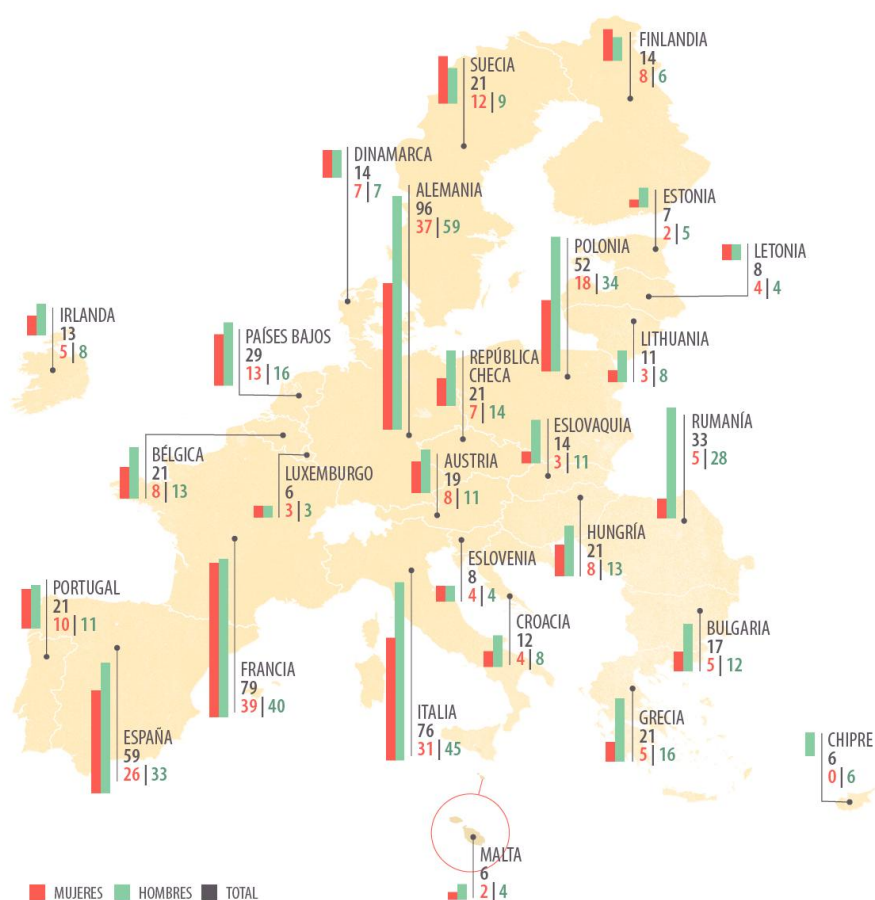 FINLANDIA
14
8|6
SUECIA
21
12|9
DINAMARCA
14
7|7
ALEMANIA
96
37|59
ESTONIA
7
2|5
POLONIA
52
18|34
LETONIA
8
4|4
IRLANDA
13
5|8
PAÍSES BAJOS
29
13|16
LITHUANIA
11
3|8
REPÚBLICA
CHECA
21
7|14
ESLOVAQUIA
14
3|11
RUMANÍA
33
5|28
BÉLGICA
21
8|13
LUXEMBURGO
6
3|3
AUSTRIA
19
8|11
HUNGRÍA
21
8|13
ESLOVENIA
8
4|4
PORTUGAL
21
10|11
CROACIA
12
4|8
BULGARIA
17
5|12
FRANCIA
79
39|40
ITALIA
76
31|45
GRECIA
21
5|16
ESPAÑA
59
26|33
CHIPRE
6
0|6
MALTA
6
2|4
MUJERES HOMBRES TOTAL